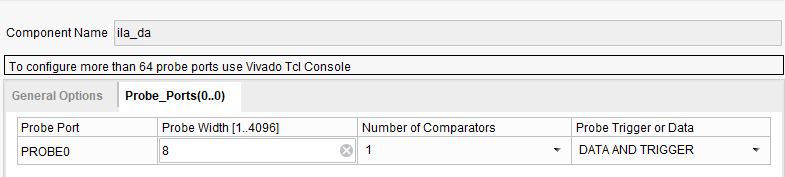 Component Name ila_da
To configure more than 64 probe ports use Vivado Tcl Console
General Options Probe_Ports(0..0)
Probe Port Probe Width [1..4096] Number of Comparators Probe Trigger or Data
PROBE0 8 1 DATA AND TRIGGER